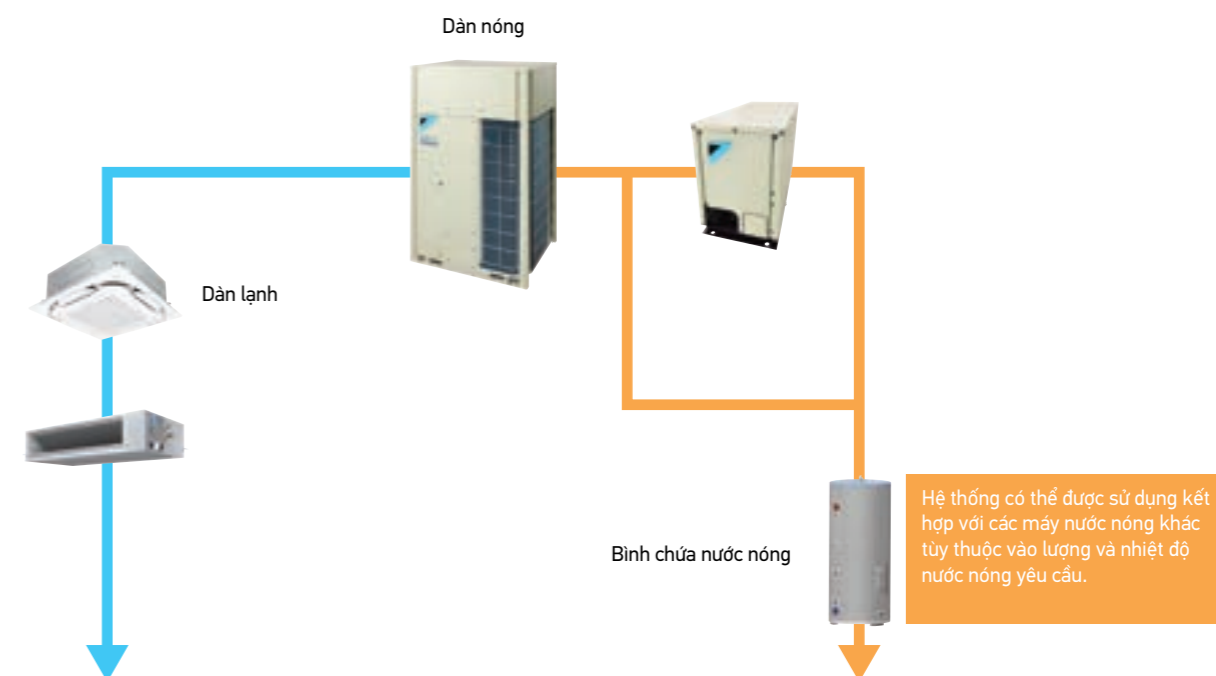 Dàn nóng
Dàn lạnh
Bình chứa nước nóng
Hệ thống có thể được sử dụng kết
hợp với các máy nước nóng khác
tùy thuộc vào lượng và nhiệt độ
nước nóng yêu cầu.